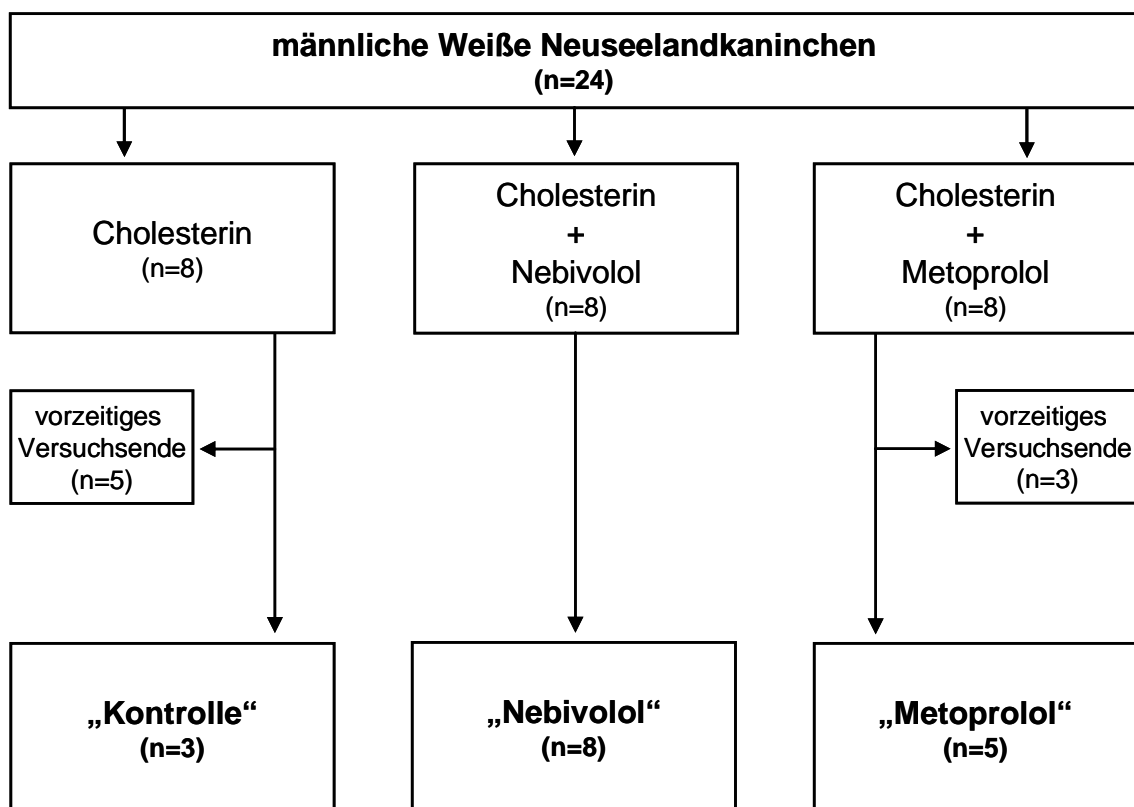 männliche Weiße Neuseelandkaninchen
(n=24)
Cholesterin
(n=8)
Cholesterin
+
Nebivolol
(n=8)
Cholesterin
+
Metoprolol
(n=8)
vorzeitiges
Versuchsende
(n=5)
vorzeitiges
Versuchsende
(n=3)
„Kontrolle“
(n=3)
„Nebivolol“
(n=8)
„Metoprolol“
(n=5)